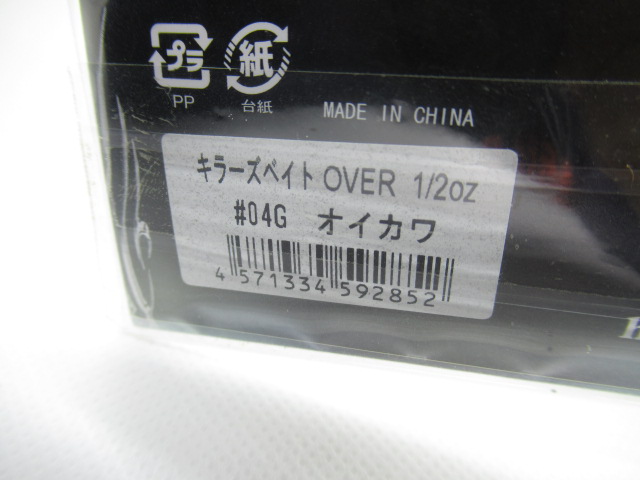 プラ
紙
PP
台紙
MADE IN CHINA
キラーズベイト OVER 1/2oz
#04G オイカワ
4 571334 592852